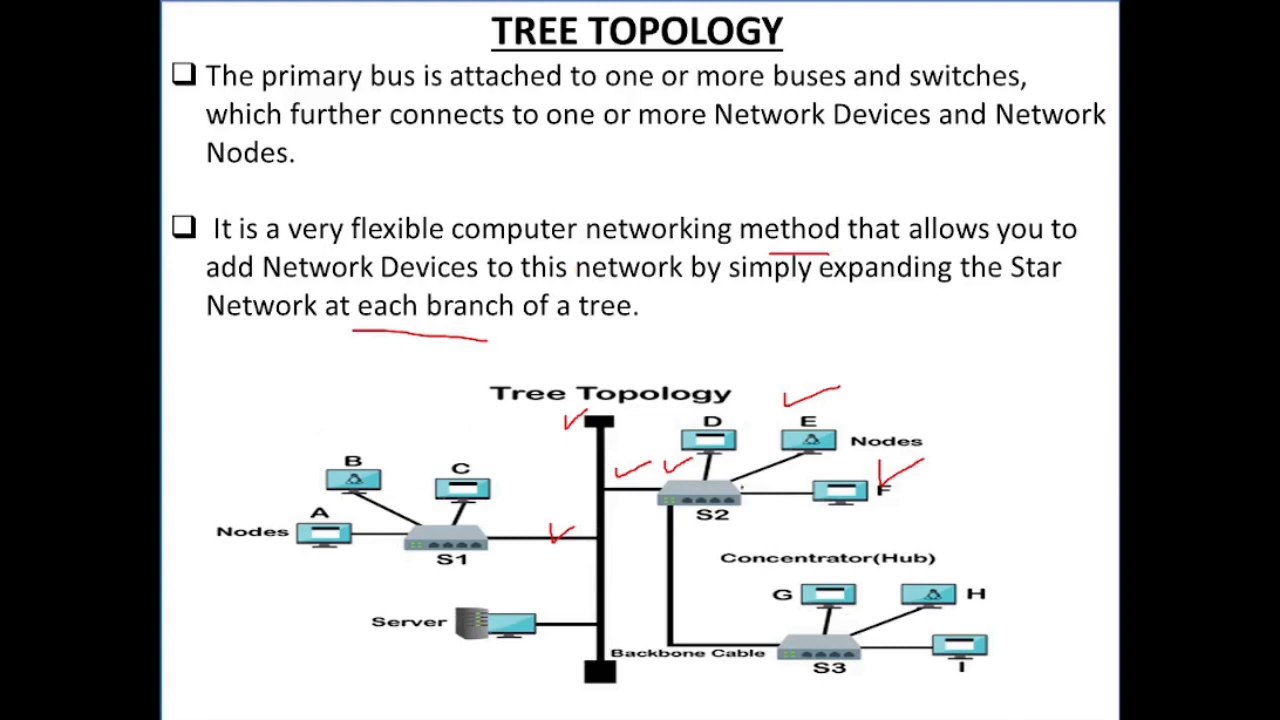 TREE TOPOLOGY
The primary bus is attached to one or more buses and switches,
which further connects to one or more Network Devices and Network
Nodes.
It is a very flexible computer networking method that allows you to
add Network Devices to this network by simply expanding the Star
Network at each branch of a tree.
Tree Topology
D
E
Nodes
B
C
F
A
S2
Nodes
S1
Concentrator(Hub)
G
H
Server
Backbone Cable
S3
I